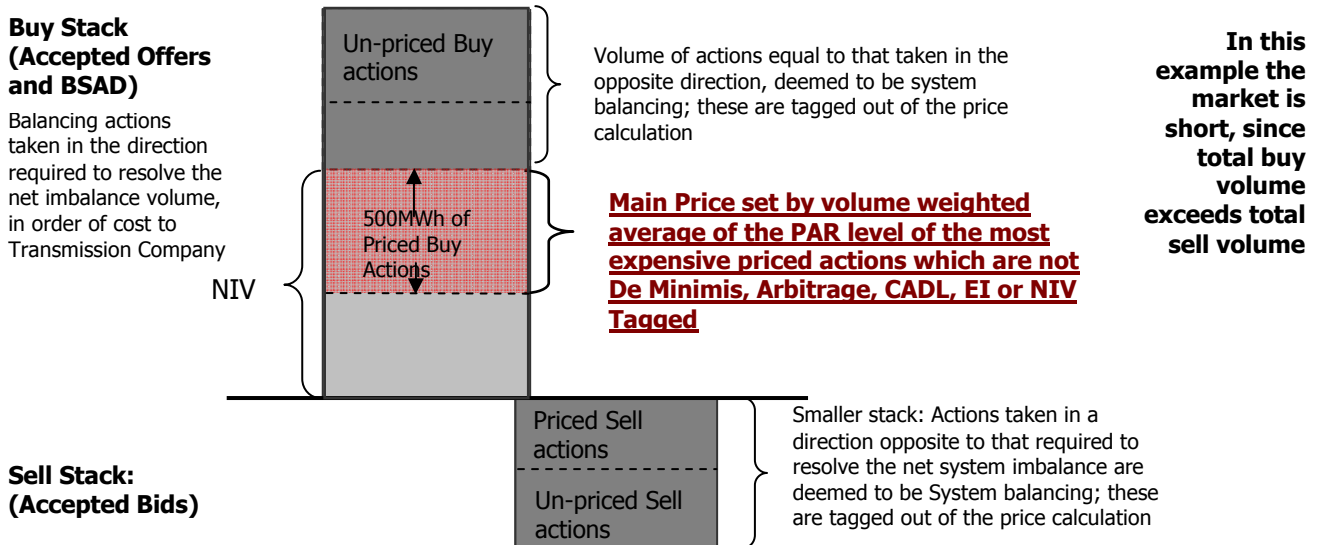 Buy Stack
(Accepted Offers
and BSAD)
Balancing actions
taken in the direction
required to resolve the
net imbalance volume,
in order of cost to
Transmission Company
NIV
Un-priced Buy
actions
500MWh of
Priced Buy
Actions
Volume of actions equal to that taken in the
opposite direction, deemed to be system
balancing; these are tagged out of the price
calculation
Main Price set by volume weighted
average of the PAR level of the most
expensive priced actions which are not
De Minimis, Arbitrage, CADL, EI or NIV
Tagged
In this
example the
market is
short, since
total buy
volume
exceeds total
sell volume
Sell Stack:
(Accepted Bids)
Priced Sell
actions
Un-priced Sell
actions
Smaller stack: Actions taken in a
direction opposite to that required to
resolve the net system imbalance are
deemed to be System balancing; these
are tagged out of the price calculation